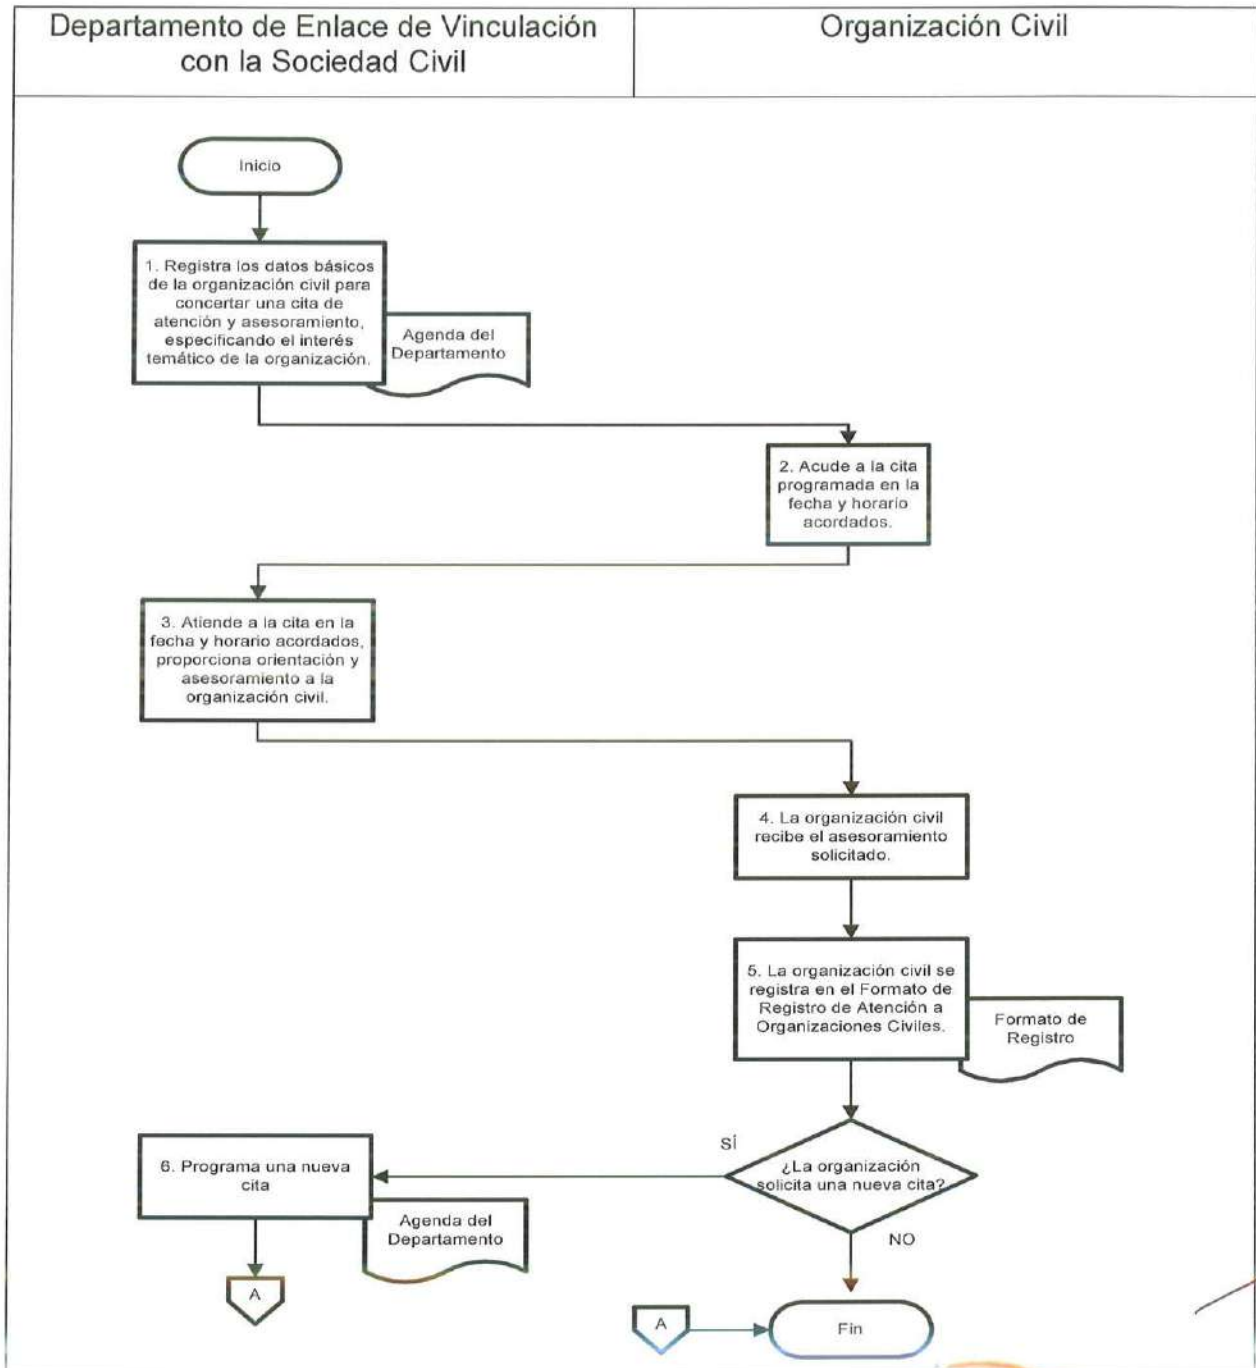 Departamento de Enlace de Vinculación
con la Sociedad Civil
Organización Civil
Inicio
1. Registra los datos básicos
de la organización civil para
concertar una cita de
atención y asesoramiento,
especificando el interés
temático de la organización.
Agenda del
Departamento
2. Acude a la cita
programada en la
fecha y horario
acordados.
3. Atiende a la cita en la
fecha y horario acordados,
proporciona orientación y
asesoramiento a la
organización civil.
4. La organización civil
recibe el asesoramiento
solicitado.
5. La organización civil se
registra en el Formato de
Registro de Atención a
Organizaciones Civiles.
Formato de
Registro
¿La organización
solicita una nueva cita?
SÍ
6. Programa una nueva
cita
Agenda del
Departamento
A
NO
A
Fin